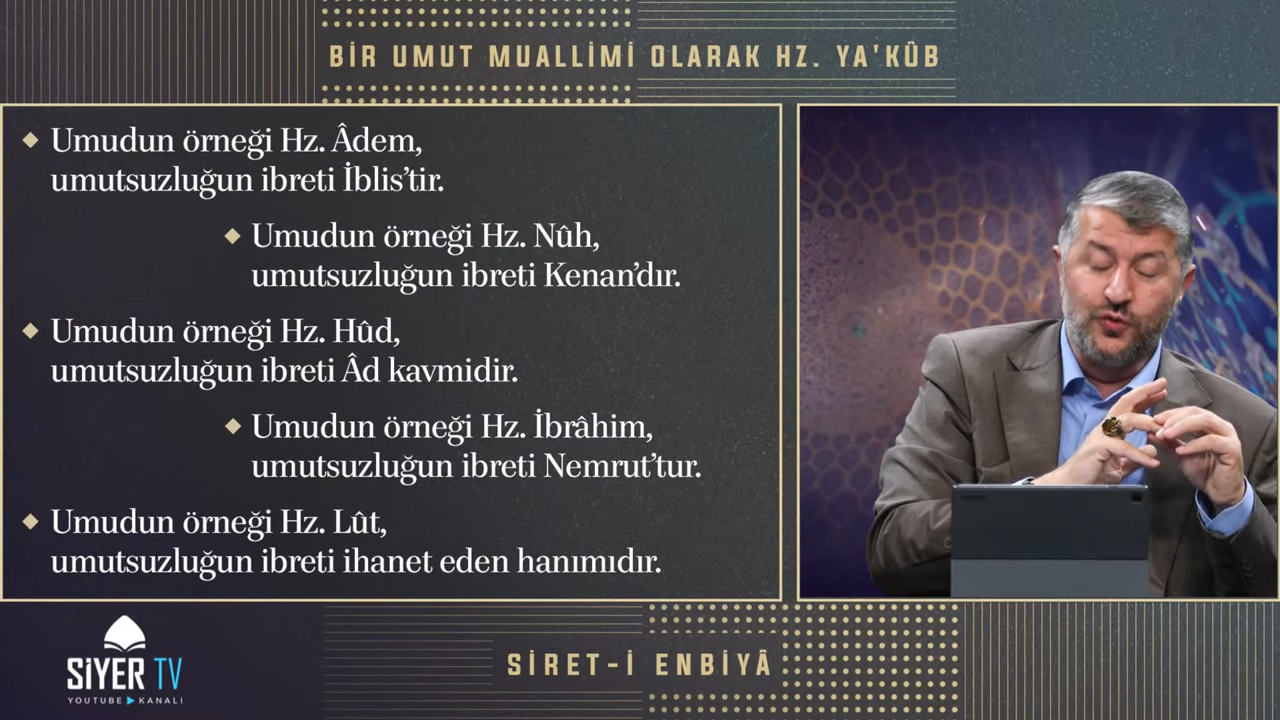 BİR UMUT MUALLİMİ OLARAK HZ. YA'KÛB
◆ Umudun örneği Hz. Âdem,
umutsuzluğun ibreti İblis’tir.
◆ Umudun örneği Hz. Nûh,
umutsuzluğun ibreti Kenan’dır.
◆ Umudun örneği Hz. Hûd,
umutsuzluğun ibreti Âd kavmidir.
◆ Umudun örneği Hz. İbrâhim,
umutsuzluğun ibreti Nemrut’tur.
◆ Umudun örneği Hz. Lût,
umutsuzluğun ibreti ihanet eden hanımıdır.
SİYER TV
YOUTUBE KANALI
SİRET-İ ENBİYÂ